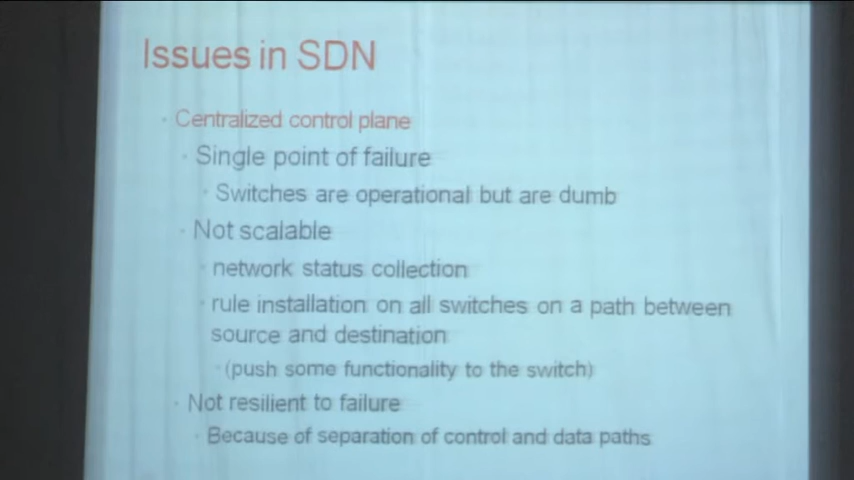 Issues in SDN
Centralized control plane
Single point of failure
Switches are operational but are dumb
Not scalable
network status collection
rule installation on all switches on a path between
source and destination
(push some functionality to the switch)
Not resilient to failure
Because of separation of control and data paths